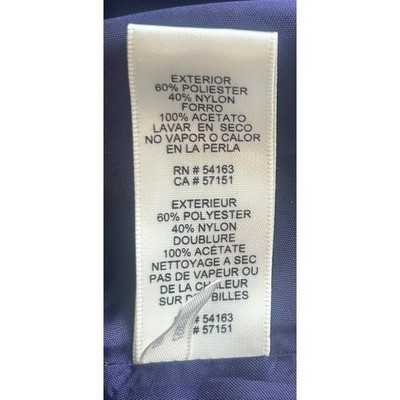 EXTERIOR
60% POLIESTER
40% NYLON
FORRO
100% ACETATO
LAVAR EN SECO
NO VAPOR O CALOR
EN LA PERLA
RN # 54163
CA # 57151
EXTERIEUR
60% POLYESTER
40% NYLON
DOUBLURE
100% ACÉTATE
NETTOYAGE A SEC
PAS DE VAPEUR OU
DE LA CHALEUR
SUR BILLES
# 54163
# 57151